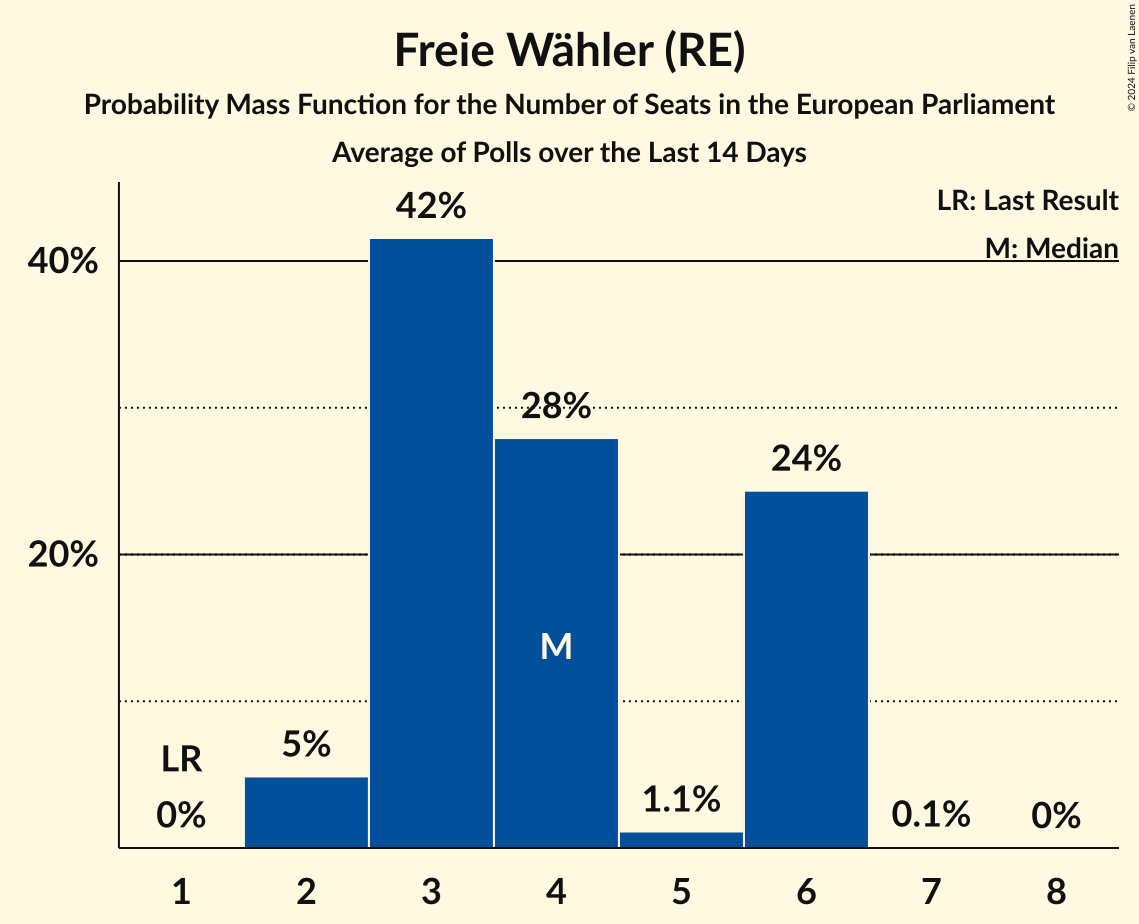 Freie Wähler (RE)
Probability Mass Function for the Number of Seats in the European Parliament
Average of Polls over the Last 14 Days
© 2024 Filip van Laenen
LR: Last Result
M: Median
40%
20%
42%
28%
24%
M
LR
0%
5%
1.1%
0.1%
0%
1 2 3 4 5 6 7 8